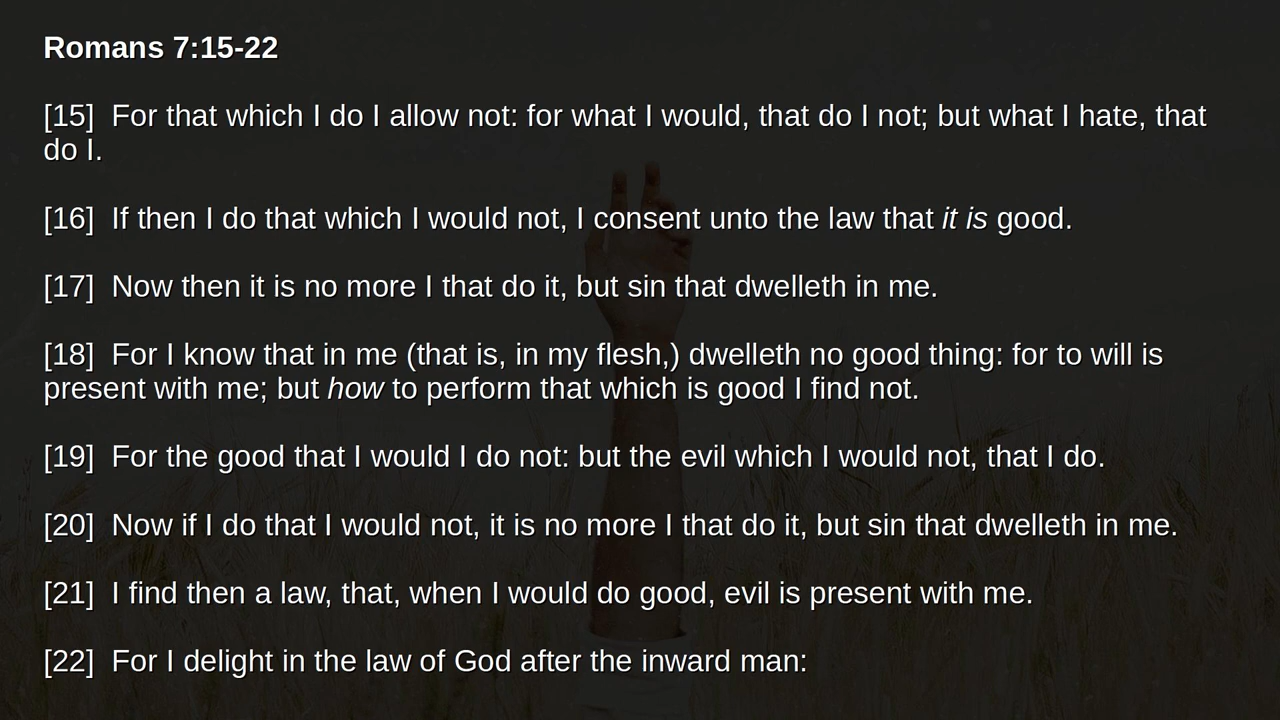 Romans 7:15-22
[15]  For that which I do I allow not: for what I would, that do I not; but what I hate, that
do I.
[16]  If then I do that which I would not, I consent unto the law that it is good.
[17]  Now then it is no more I that do it, but sin that dwelleth in me.
[18]  For I know that in me (that is, in my flesh,) dwelleth no good thing: for to will is
present with me; but how to perform that which is good I find not.
[19]  For the good that I would I do not: but the evil which I would not, that I do.
[20]  Now if I do that I would not, it is no more I that do it, but sin that dwelleth in me.
[21]  I find then a law, that, when I would do good, evil is present with me.
[22]  For I delight in the law of God after the inward man: